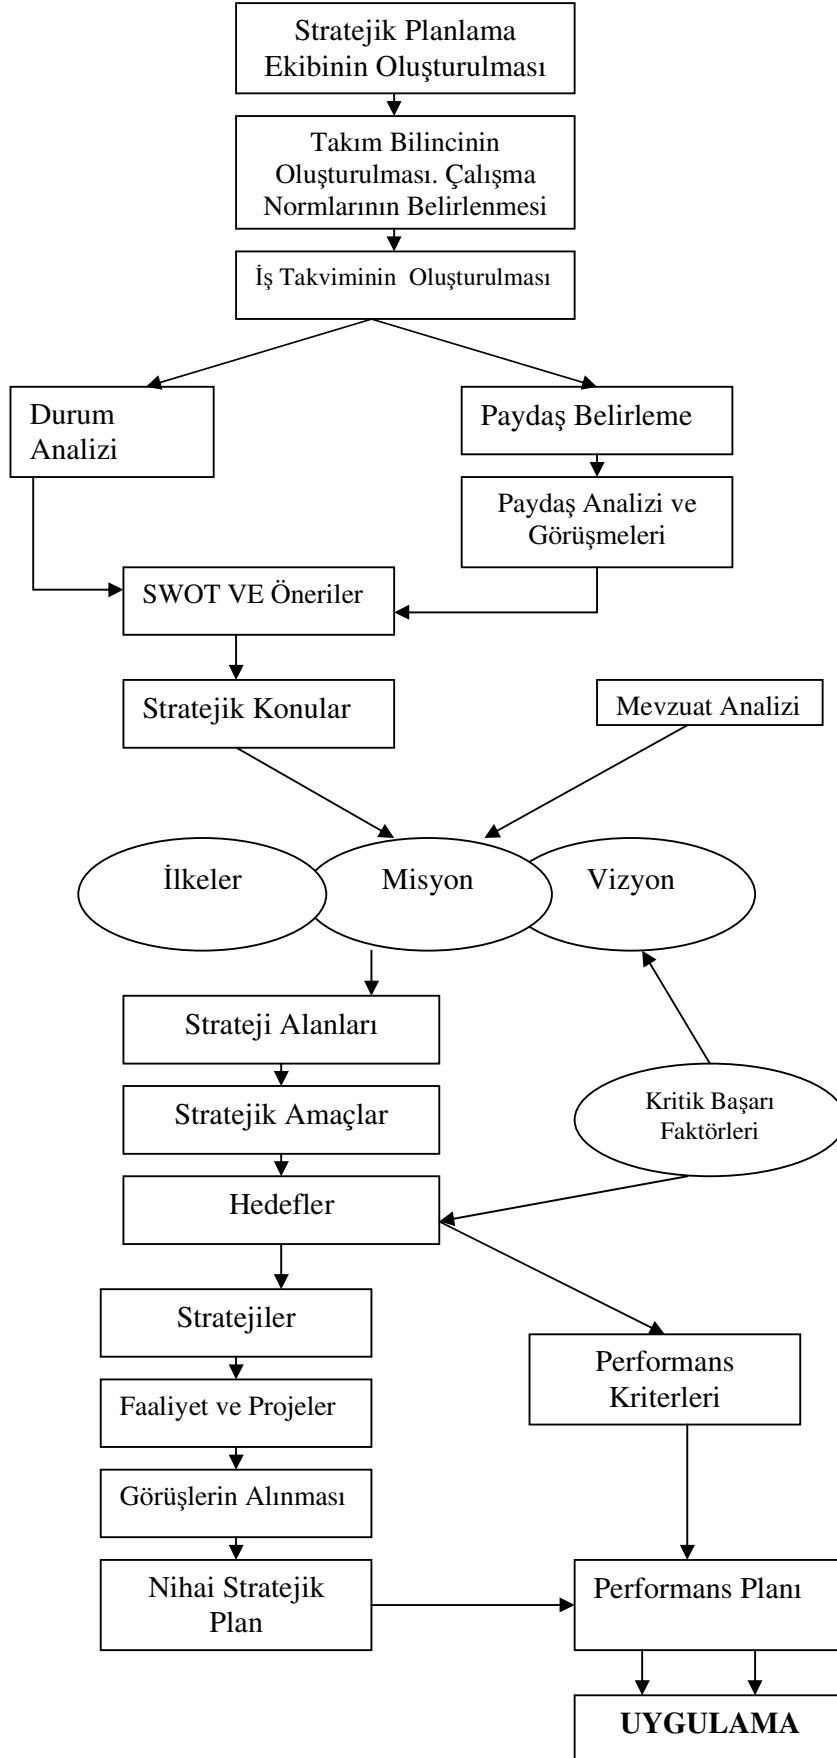 Stratejik Planlama
Ekibinin Oluşturulması
Takım Bilincinin
Oluşturulması. Çalışma
Normlarının Belirlenmesi
İş Takviminin Oluşturulması
Durum
Analizi
Paydaş Belirleme
Paydaş Analizi ve
Görüşmeleri
SWOT VE Öneriler
Stratejik Konular
Mevzuat Analizi
İlkeler
Misyon
Vizyon
Strateji Alanları
Stratejik Amaçlar
Kritik Başarı
Faktörleri
Hedefler
Stratejiler
Performans
Kriterleri
Faaliyet ve Projeler
Görüşlerin Alınması
Nihai Stratejik
Plan
Performans Planı
UYGULAMA